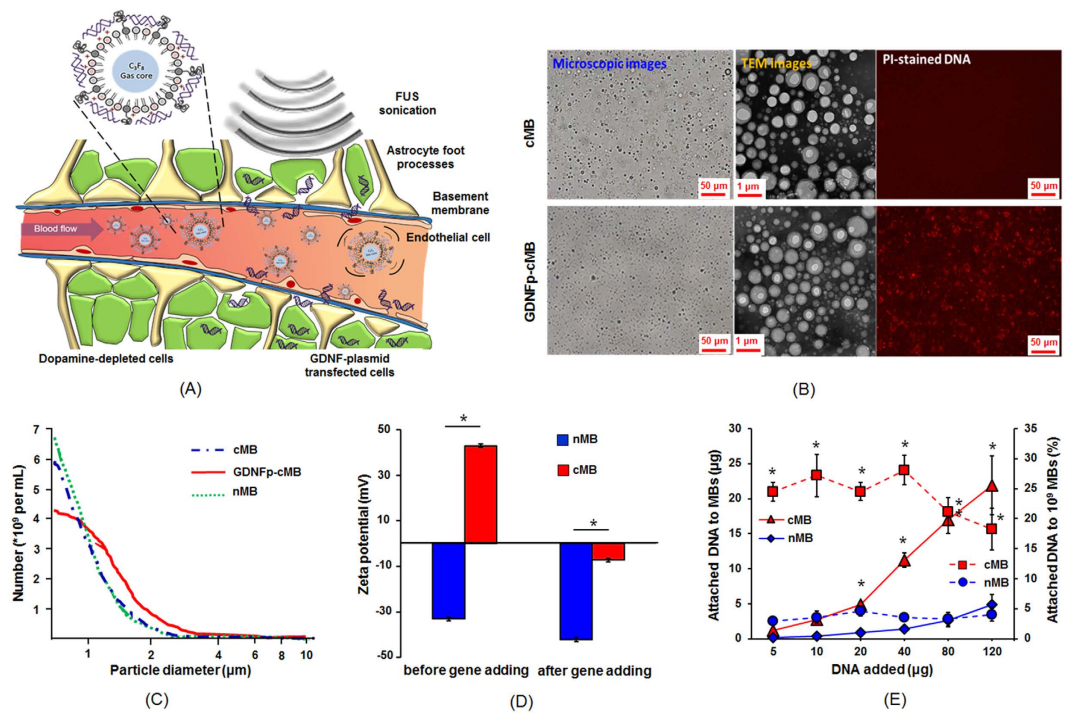 C₃F₈
Gas core
FUS
sonication
Astrocyte foot
processes
Basement
membrane
Endothelial cell
Blood flow
Dopamine-depleted cells
GDNF-plasmid
transfected cells
(A)
Microscopic images
TEM images
PI-stained DNA
cMB
50 µm
1 µm
50 µm
GDNFp-cMB
50 µm
1 µm
50 µm
(B)
Number (*10⁹ per mL)
7
6
5
4
3
2
1
cMB
GDNFp-cMB
nMB
1
2
4
6
8
10
Particle diameter (µm)
(C)
Zeta potential (mV)
50
30
10
-10
-30
-50
*
*
nMB
cMB
before gene adding
after gene adding
(D)
Attached DNA to MBs (µg)
30
25
20
15
10
5
0
Attached DNA to 10⁹ MBs (%)
35
30
25
20
15
10
5
0
* * * * * *
* * * *
cMB
nMB
cMB
nMB
5
10
20
40
80
120
DNA added (µg)
(E)